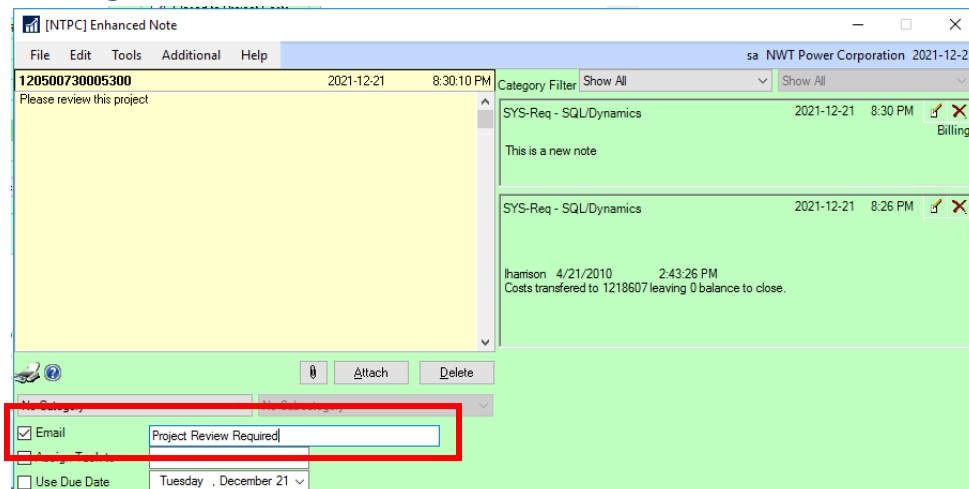 [NTPC] Enhanced Note
File Edit Tools Additional Help
sa NWT Power Corporation 2021-12-2
120500730005300 2021-12-21 8:30:10 PM
Category Filter Show All Show All
Please review this project
SYS-Req - SQL/Dynamics 2021-12-21 8:30 PM
Billing
This is a new note
SYS-Req - SQL/Dynamics 2021-12-21 8:26 PM
lharrison 4/21/2010 2:43:26 PM
Costs transfered to 1218607 leaving 0 balance to close.
Attach Delete
No Category No Subcategory
Email Project Review Required
Assign Task to
Use Due Date Tuesday , December 21